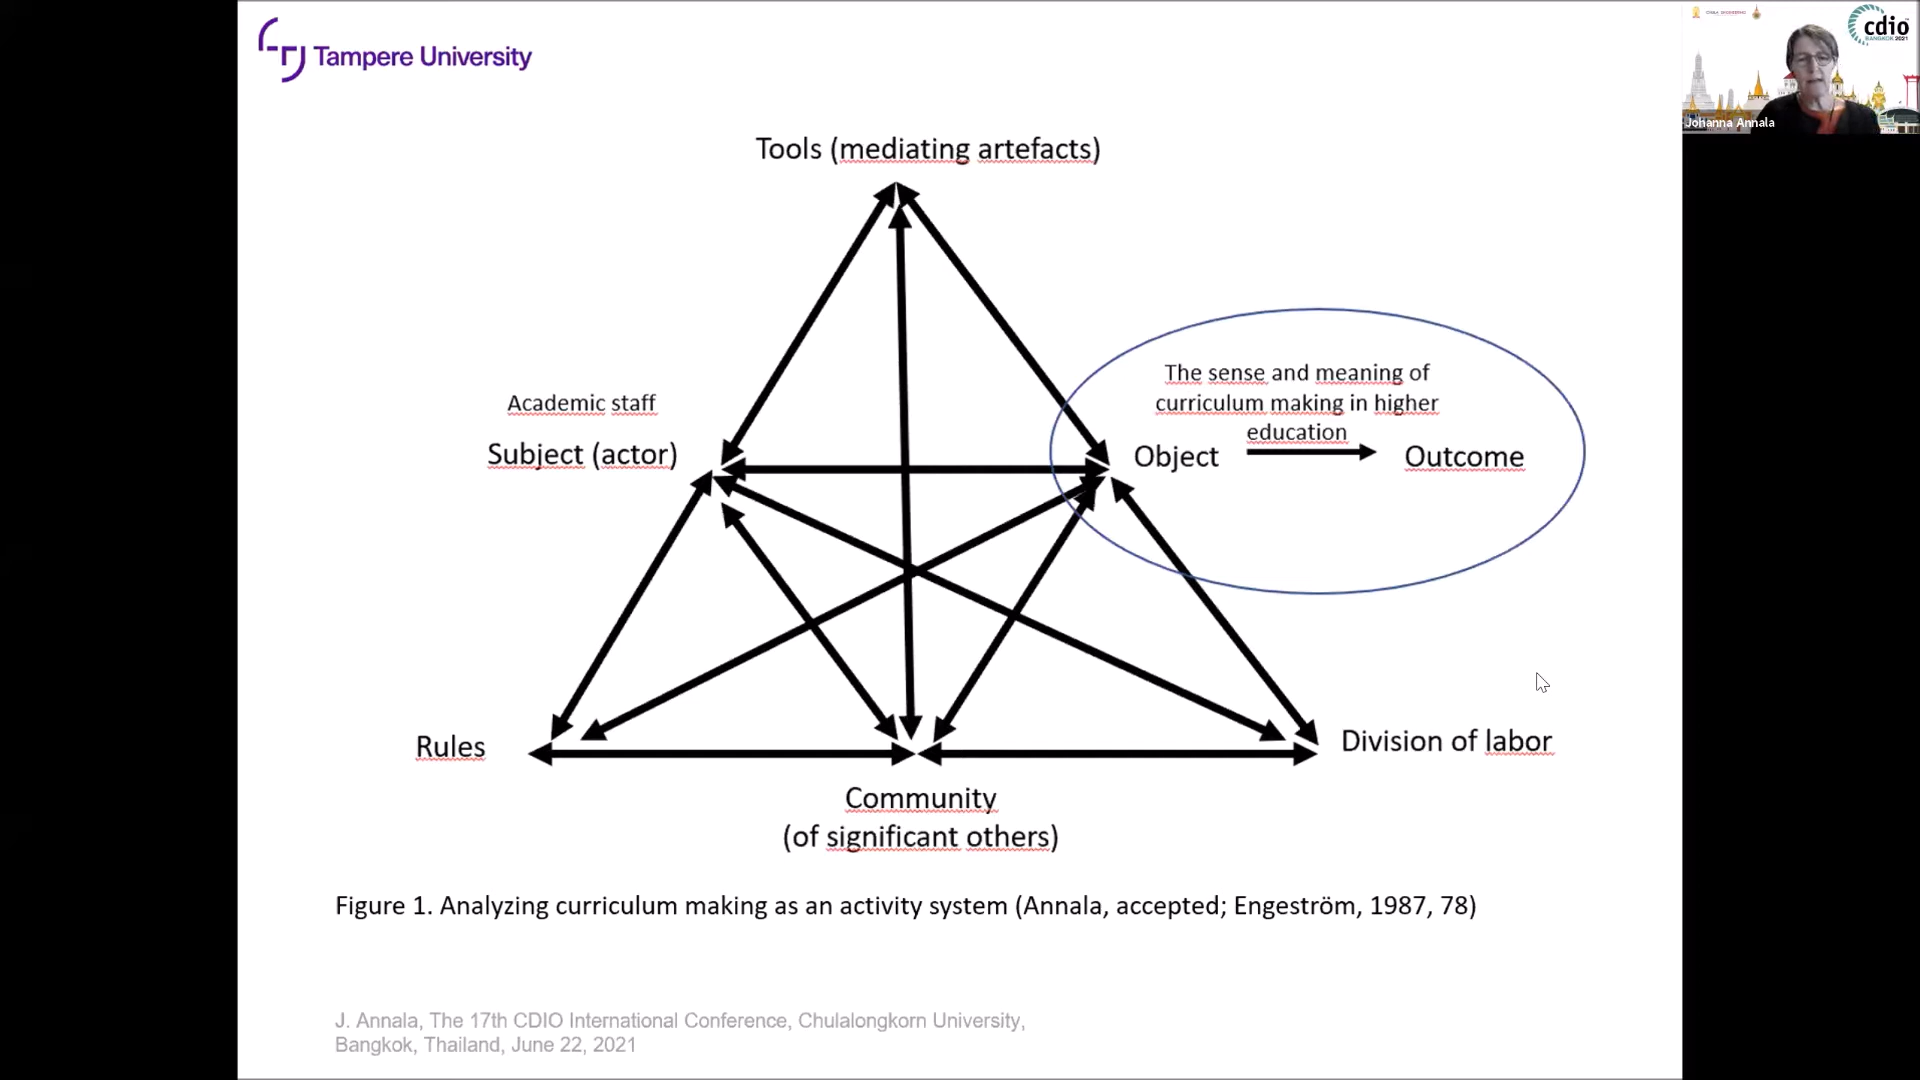 Tampere University
cdio
BANGKOK 2021
Johanna Annala
Tools (mediating artefacts)
The sense and meaning of
curriculum making in higher
education
Academic staff
Subject (actor)
Object
Outcome
Rules
Division of labor
Community
(of significant others)
Figure 1. Analyzing curriculum making as an activity system (Annala, accepted; Engeström, 1987, 78)
J. Annala, The 17th CDIO International Conference, Chulalongkorn University,
Bangkok, Thailand, June 22, 2021